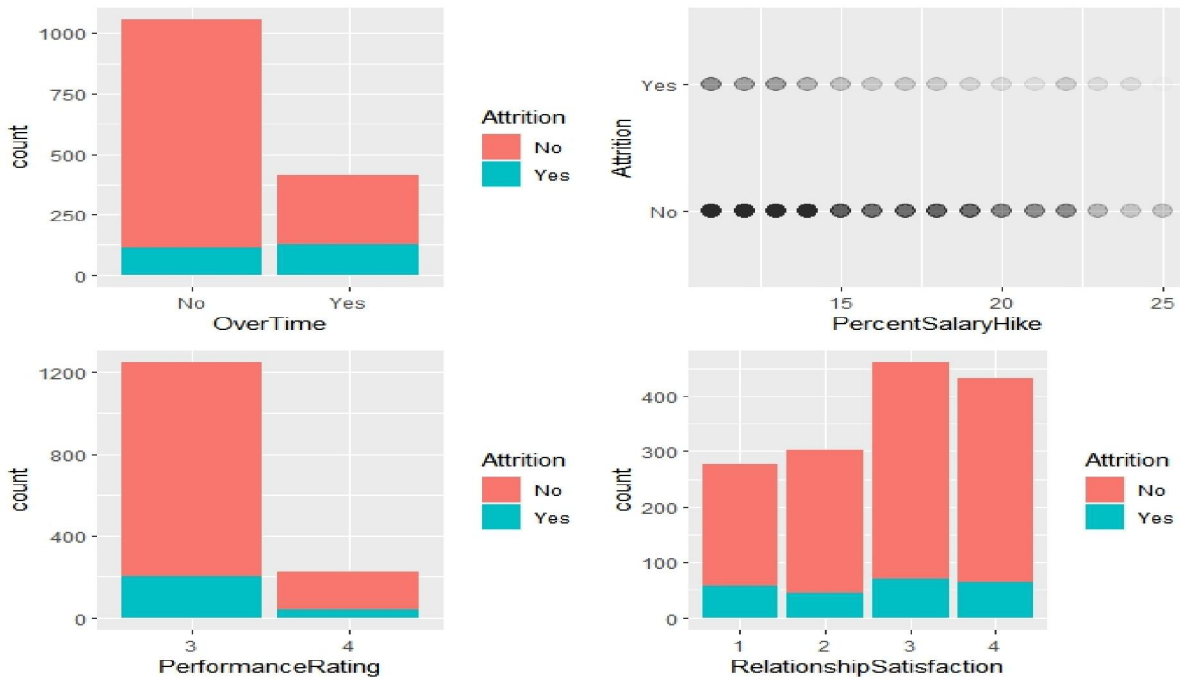 count
1000
750
500
250
0
No Yes
OverTime
Attrition
No
Yes
Attrition
Yes
No
15 20 25
PercentSalaryHike
count
1200
800
400
0
3 4
PerformanceRating
Attrition
No
Yes
count
400
300
200
100
0
1 2 3 4
RelationshipSatisfaction
Attrition
No
Yes